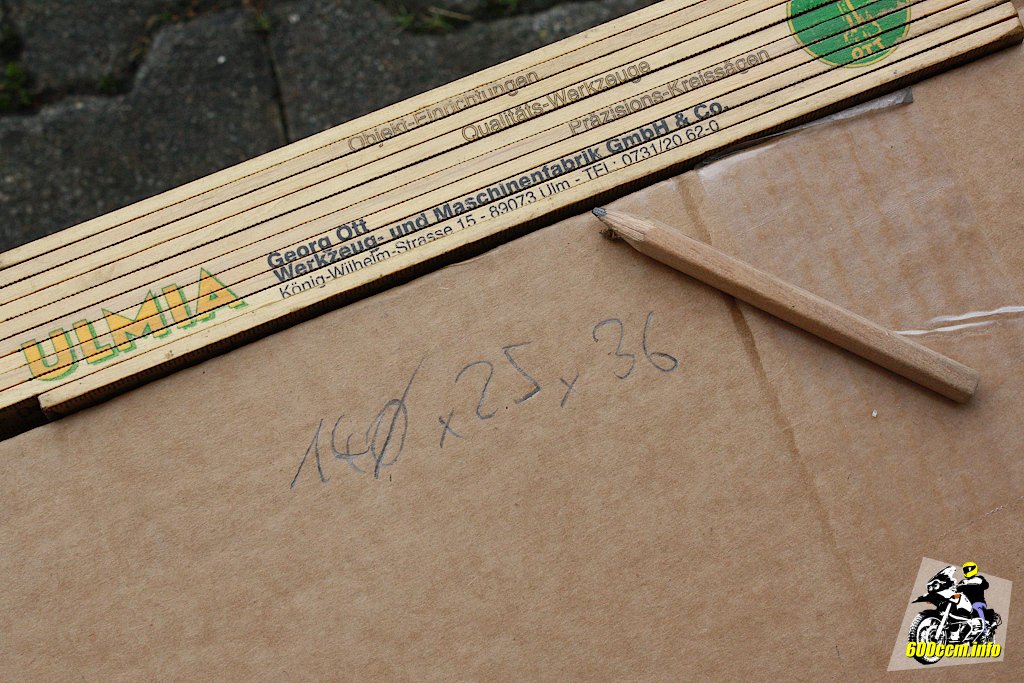 Objekt-Einrichtungen
Qualitäts-Werkzeuge
Präzisions-Kreissägen
OTT
Georg Ott
Werkzeug- und Maschinenfabrik GmbH & Co.
König-Wilhelm-Strasse 15 - 89073 Ulm - TEL: 0731/20 62-0
ULMIA
x 25 x 36
600ccm.info